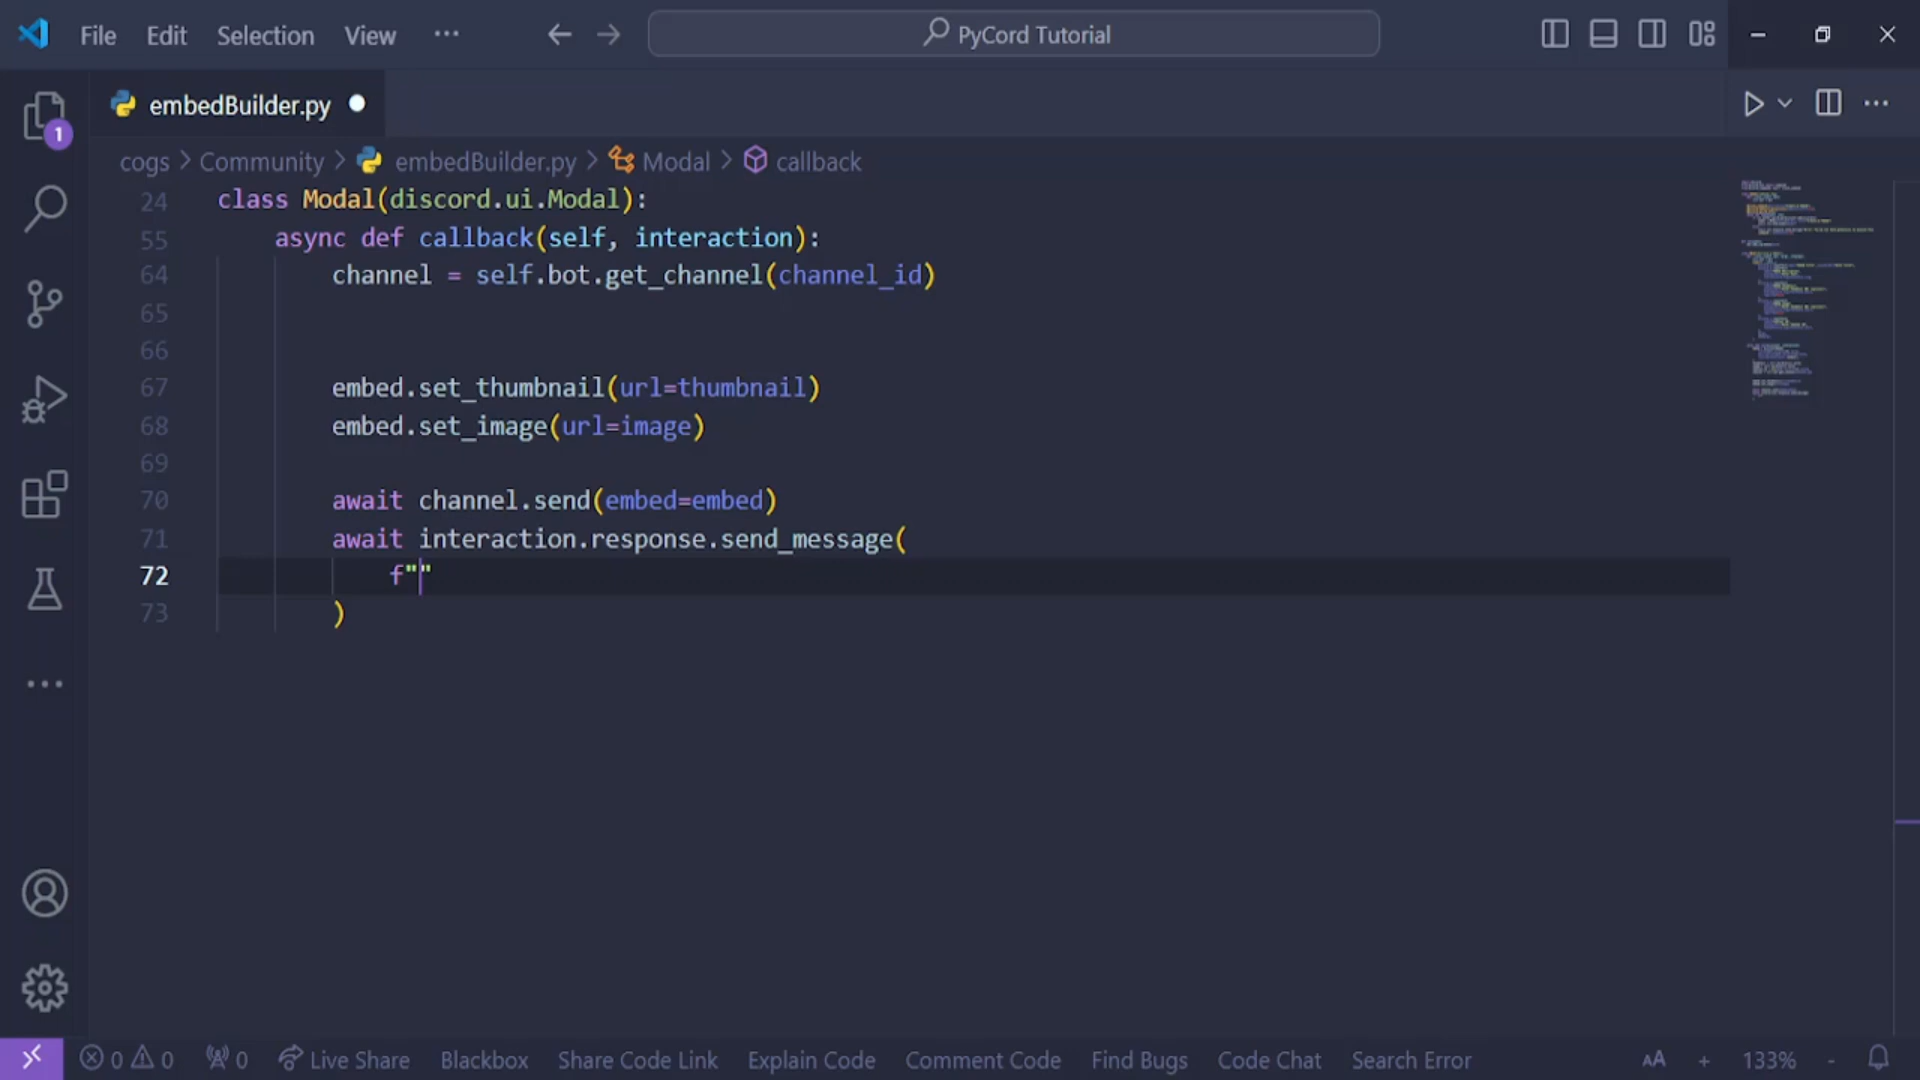 File Edit Selection View ··· PyCord Tutorial
embedBuilder.py
1
cogs > Community > embedBuilder.py > Modal > callback
24 class Modal(discord.ui.Modal):
55 async def callback(self, interaction):
64 channel = self.bot.get_channel(channel_id)
65
66
67 embed.set_thumbnail(url=thumbnail)
68 embed.set_image(url=image)
69
70 await channel.send(embed=embed)
71 await interaction.response.send_message(
72 f""
73 )
0 0 0 Live Share Blackbox Share Code Link Explain Code Comment Code Find Bugs Code Chat Search Error AA + 133% -